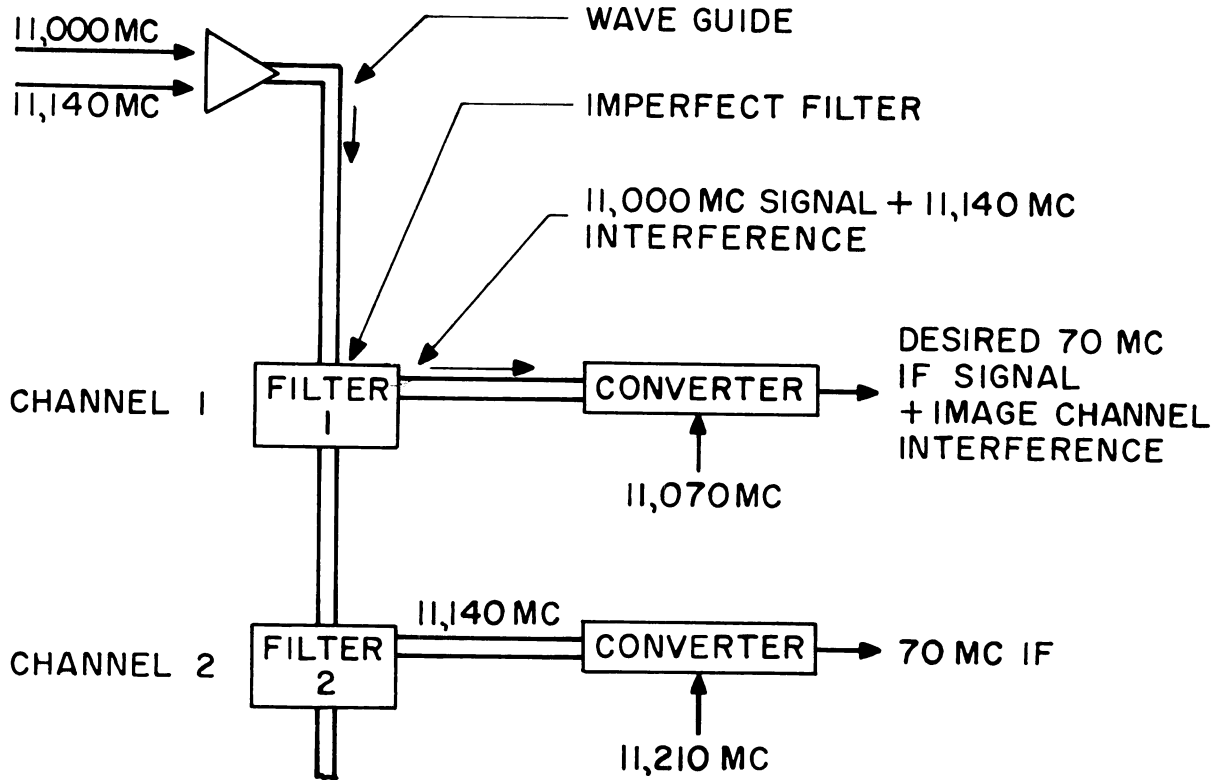 11,000 MC
11,140 MC
WAVE GUIDE
IMPERFECT FILTER
11,000 MC SIGNAL + 11,140 MC
INTERFERENCE
CHANNEL 1
FILTER
1
CONVERTER
DESIRED 70 MC
IF SIGNAL
+ IMAGE CHANNEL
INTERFERENCE
11,070 MC
CHANNEL 2
FILTER
2
11,140 MC
CONVERTER
70 MC IF
11,210 MC